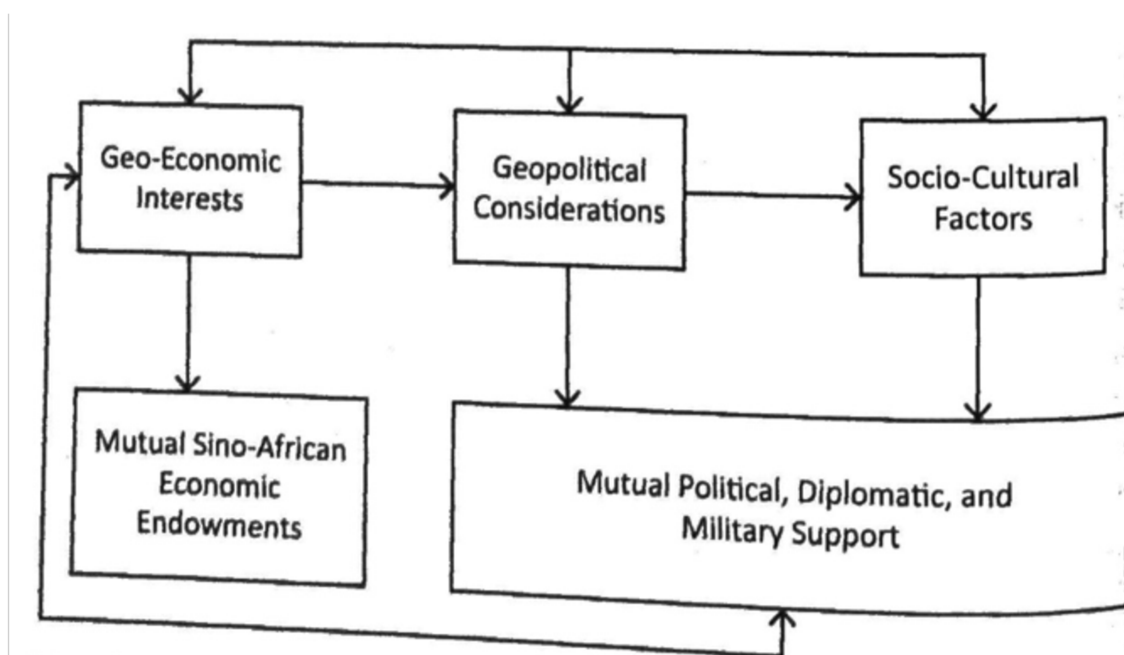 Geo-Economic
Interests
Geopolitical
Considerations
Socio-Cultural
Factors
Mutual Sino-African
Economic
Endowments
Mutual Political, Diplomatic, and
Military Support